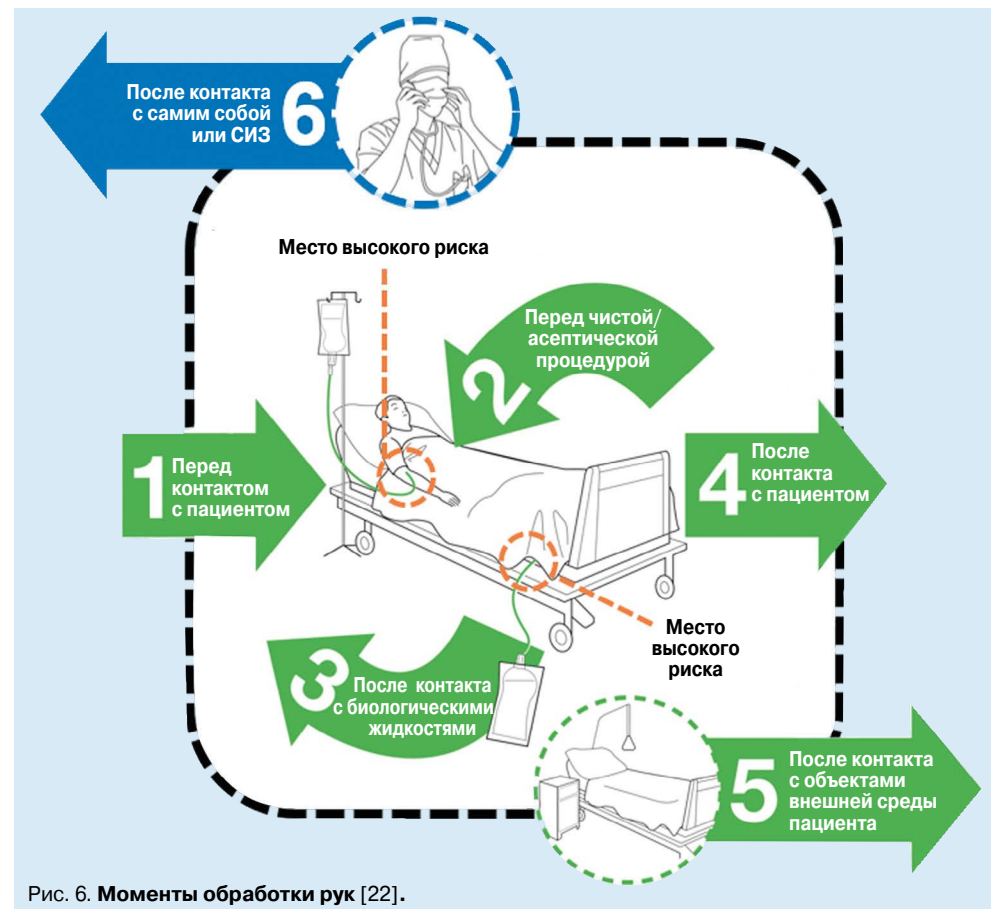 После контакта
с самим собой
или СИЗ
6
Место высокого риска
Перед чистой/
асептической
процедурой
2
1
Перед
контактом
с пациентом
4
После
контакта
с пациентом
Место
высокого
риска
3
После контакта
с биологическими
жидкостями
5
После контакта
с объектами
внешней среды
пациента
Рис. 6. Моменты обработки рук [22].